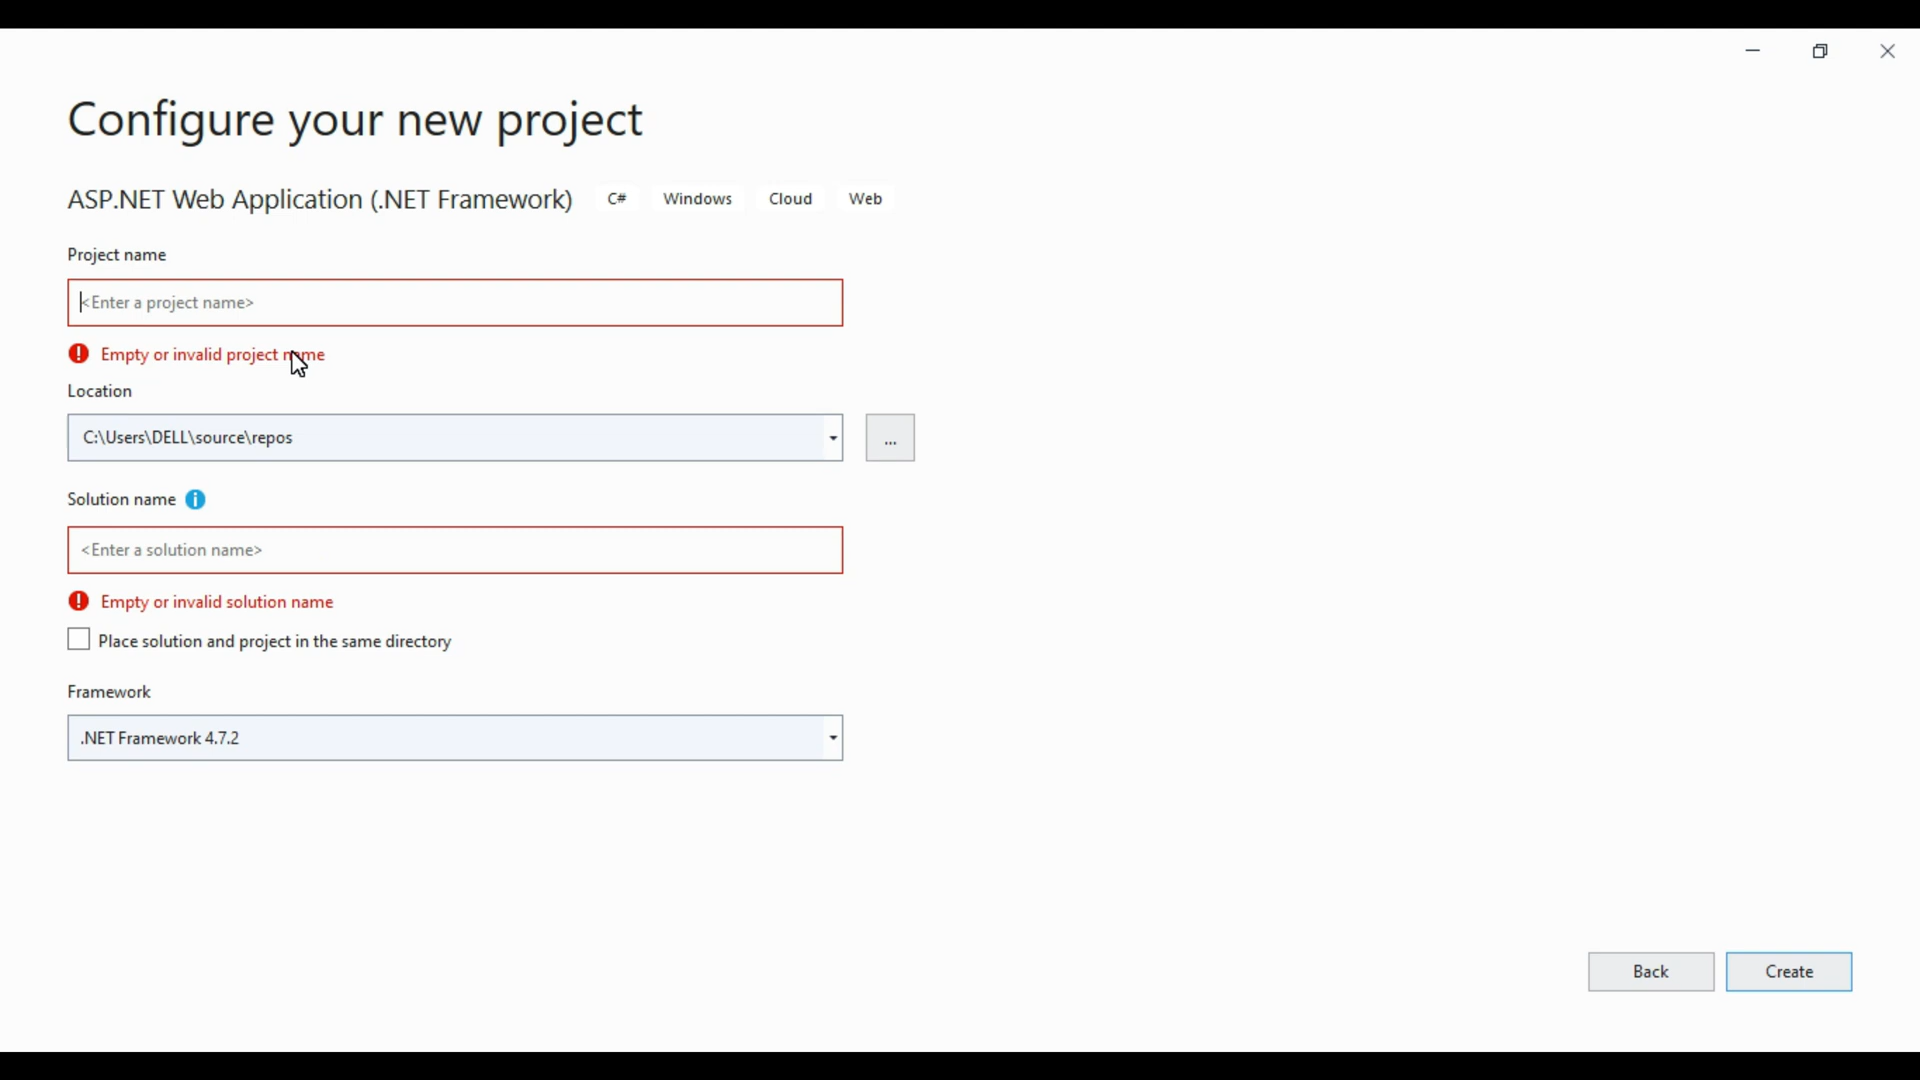 Configure your new project
ASP.NET Web Application (.NET Framework) C# Windows Cloud Web
Project name
<Enter a project name>
Empty or invalid project name
Location
C:\Users\DELL\source\repos
...
Solution name
<Enter a solution name>
Empty or invalid solution name
Place solution and project in the same directory
Framework
.NET Framework 4.7.2
Back Create